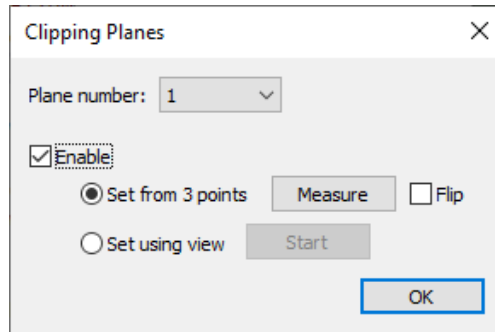 Clipping Planes
Plane number: 1
Enable
Set from 3 points Measure Flip
Set using view Start
OK